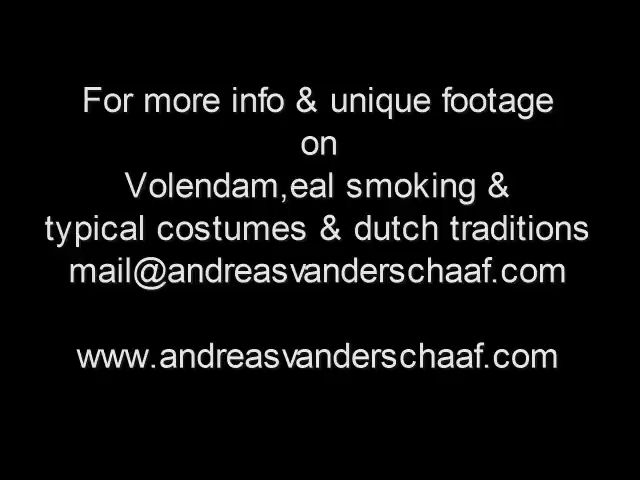 For more info & unique footage
on
Volendam,eal smoking &
typical costumes & dutch traditions
mail@andreasvanderschaaf.com
www.andreasvanderschaaf.com